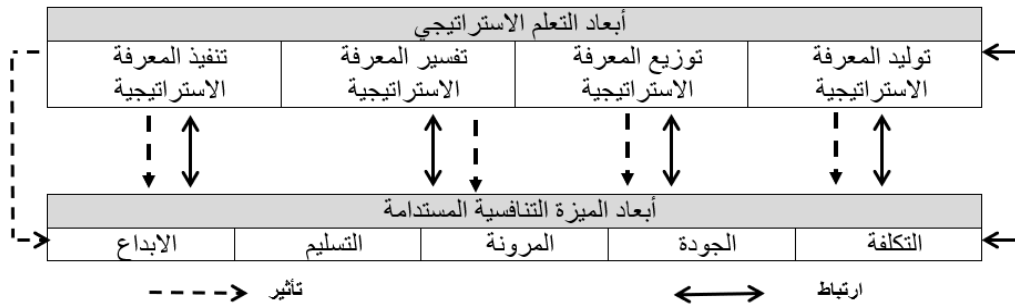 أبعاد التعلم الاستراتيجي
توليد المعرفة الاستراتيجية
توزيع المعرفة الاستراتيجية
تفسير المعرفة الاستراتيجية
تنفيذ المعرفة الاستراتيجية
أبعاد الميزة التنافسية المستدامة
التكلفة
الجودة
المرونة
التسليم
الابداع
ارتباط
تأثير